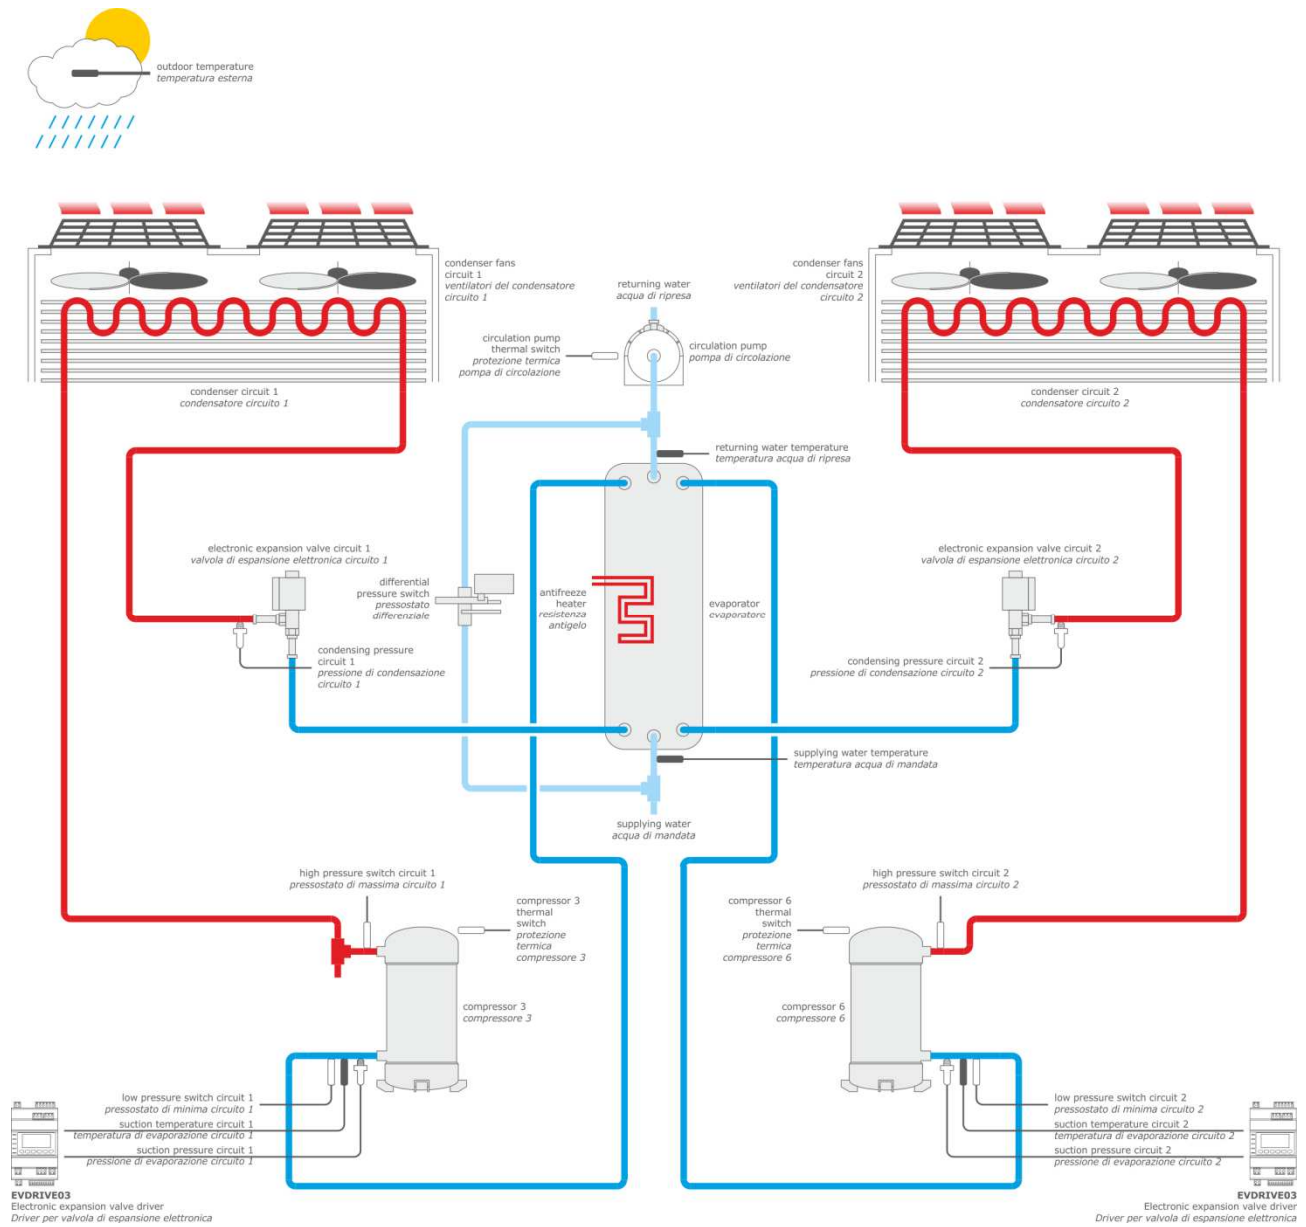 outdoor temperature
temperatura esterna
condenser fans
circuit 1
ventilatori del condensatore
circuito 1
condenser fans
circuit 2
ventilatori del condensatore
circuito 2
returning water
acqua di ripresa
circulation pump
thermal switch
protezione termica
pompa di circolazione
circulation pump
pompa di circolazione
condenser circuit 1
condensatore circuito 1
condenser circuit 2
condensatore circuito 2
returning water temperature
temperatura acqua di ripresa
electronic expansion valve circuit 1
valvola di espansione elettronica circuito 1
electronic expansion valve circuit 2
valvola di espansione elettronica circuito 2
differential
pressure switch
pressostato
differenziale
antifreeze
heater
resistenza
antigelo
evaporator
evaporatore
condensing pressure
circuit 1
pressione di condensazione
circuito 1
condensing pressure circuit 2
pressione di condensazione circuito 2
supplying water temperature
temperatura acqua di mandata
supplying water
acqua di mandata
high pressure switch circuit 1
pressostato di massima circuito 1
high pressure switch circuit 2
pressostato di massima circuito 2
compressor 3
thermal
switch
protezione
termica
compressore 3
compressor 6
thermal
switch
protezione
termica
compressore 6
compressor 3
compressore 3
compressor 6
compressore 6
low pressure switch circuit 1
pressostato di minima circuito 1
suction temperature circuit 1
temperatura di evaporazione circuito 1
suction pressure circuit 1
pressione di evaporazione circuito 1
low pressure switch circuit 2
pressostato di minima circuito 2
suction temperature circuit 2
temperatura di evaporazione circuito 2
suction pressure circuit 2
pressione di evaporazione circuito 2
EVDRIVE03
Electronic expansion valve driver
Driver per valvola di espansione elettronica
EVDRIVE03
Electronic expansion valve driver
Driver per valvola di espansione elettronica